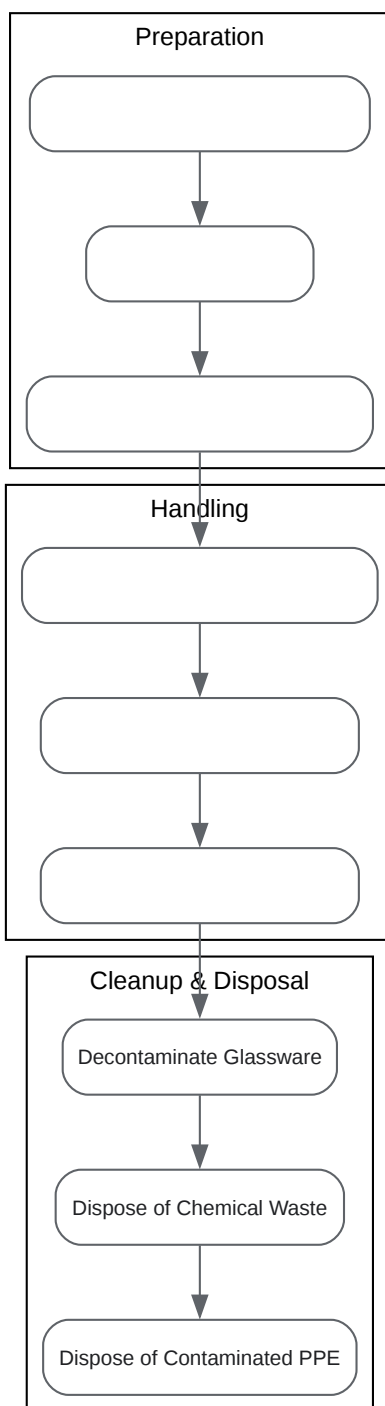 Preparation
Handling
Cleanup & Disposal
Decontaminate Glassware
Dispose of Chemical Waste
Dispose of Contaminated PPE